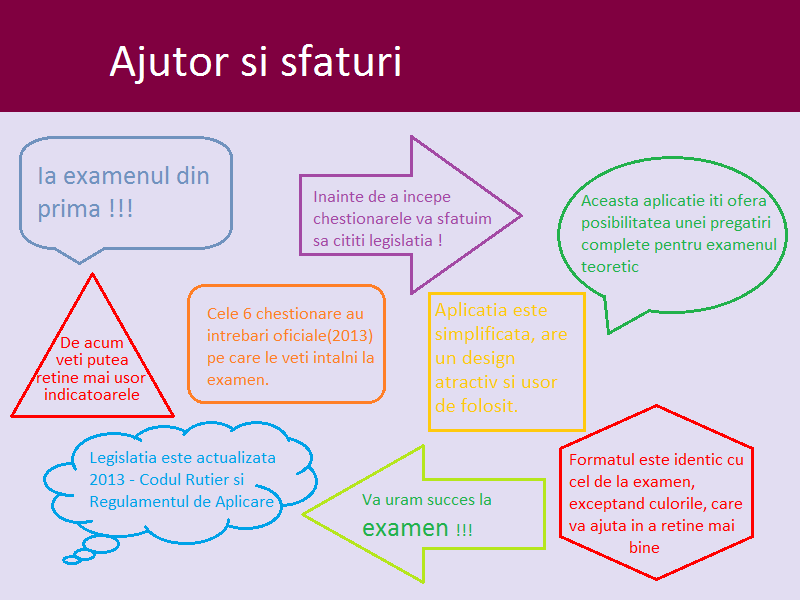 Ajutor si sfaturi
Ia examenul din
prima !!!
Inainte de a incepe
chestionarele va sfatuim
sa cititi legislatia !
Aceasta aplicatie iti ofera
posibilitatea unei pregatiri
complete pentru examenul
teoretic
De acum
veti putea
retine mai usor
indicatoarele
Cele 6 chestionare au
intrebari oficiale(2013)
pe care le veti intalni la
examen.
Aplicatia este
simplificata, are
un design
atractiv si usor
de folosit.
Legislatia este actualizata
2013 - Codul Rutier si
Regulamentul de Aplicare
Va uram succes la
examen !!!
Formatul este identic cu
cel de la examen,
exceptand culorile, care
va ajuta in a retine mai
bine